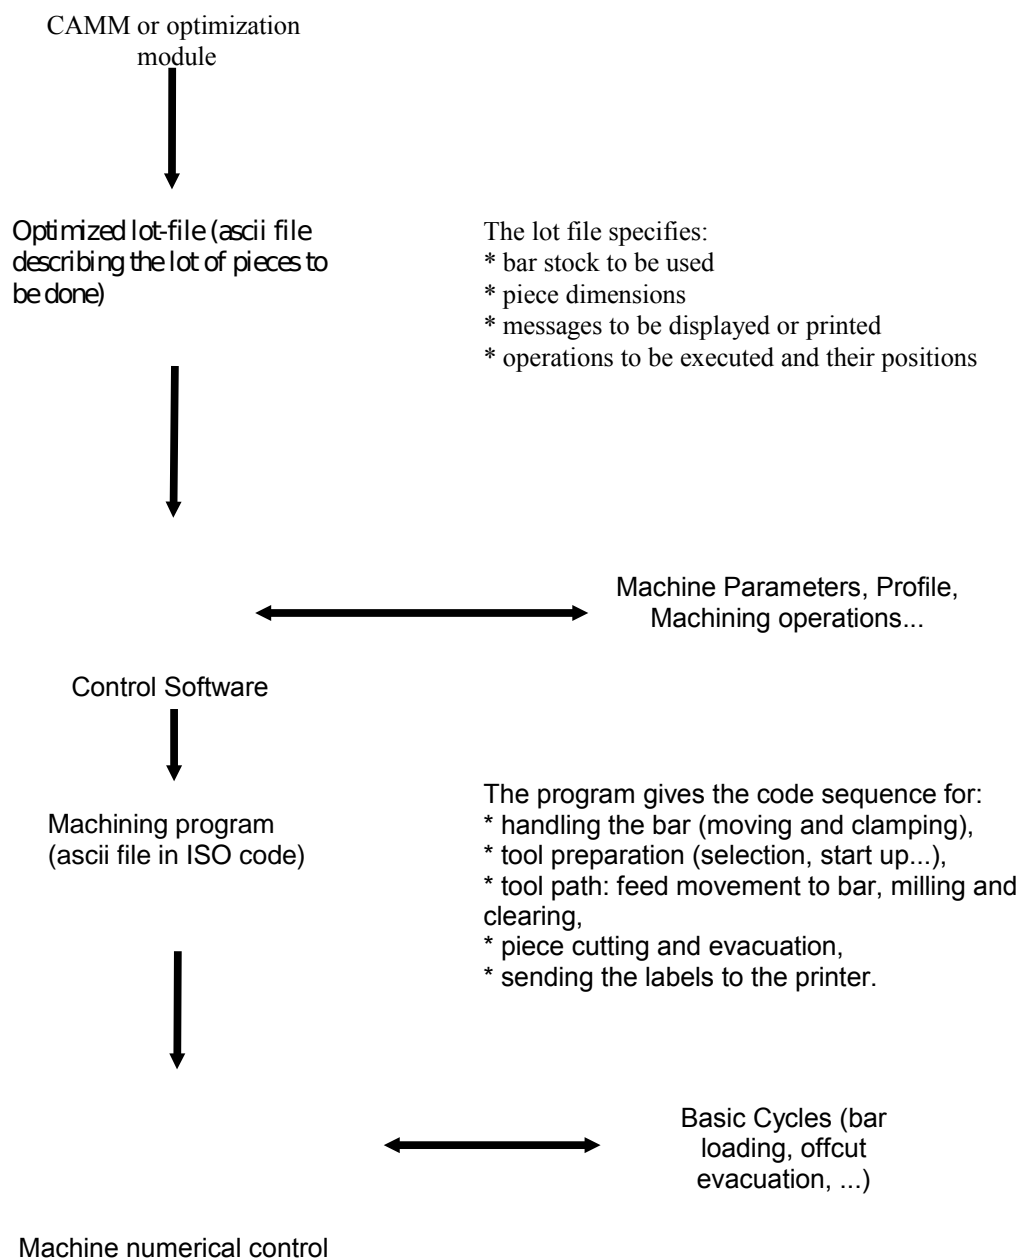 CAMM or optimization
module
Optimized lot-file (ascii file
describing the lot of pieces to
be done)
The lot file specifies:
* bar stock to be used
* piece dimensions
* messages to be displayed or printed
* operations to be executed and their positions
Machine Parameters, Profile,
Machining operations...
Control Software
Machining program
(ascii file in ISO code)
The program gives the code sequence for:
* handling the bar (moving and clamping),
* tool preparation (selection, start up...),
* tool path: feed movement to bar, milling and
clearing,
* piece cutting and evacuation,
* sending the labels to the printer.
Basic Cycles (bar
loading, offcut
evacuation, ...)
Machine numerical control